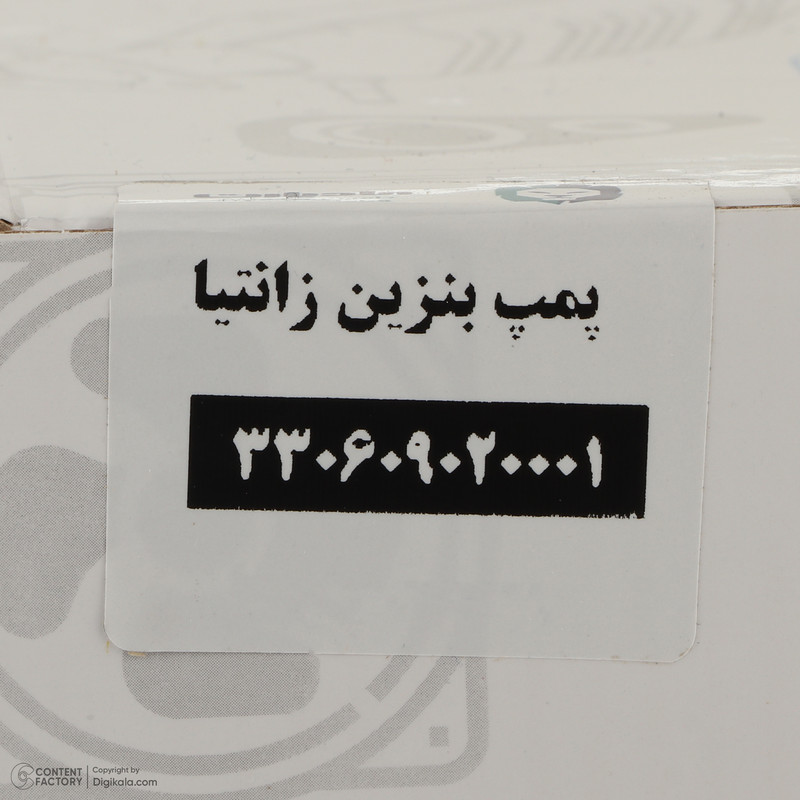 پمپ بنزین زانتیا
۳۳۰۶۰۹۰۲۰۰۰۱
CONTENT FACTORY
Copyright by
Digikala.com